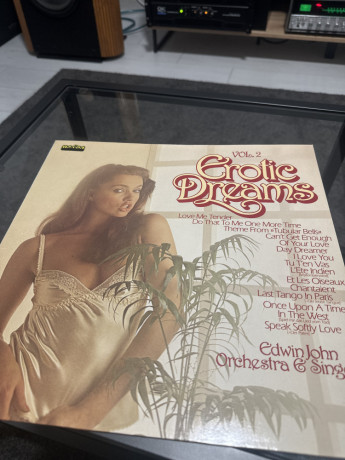 VOL. 2
Erotic
Dreams
Love Me Tender
Do That To Me One More Time
Theme From «Tubular Bells»
Can't Get Enough
Of Your Love
Day Dreamer
I Love You
Tu T'en Vas
L'Ete Indien
Et Les Oiseaux
Chantaient
Last Tango In Paris
Once Upon A Time
In The West
Speak Softly Love
Edwin John
Orchestra & Singe